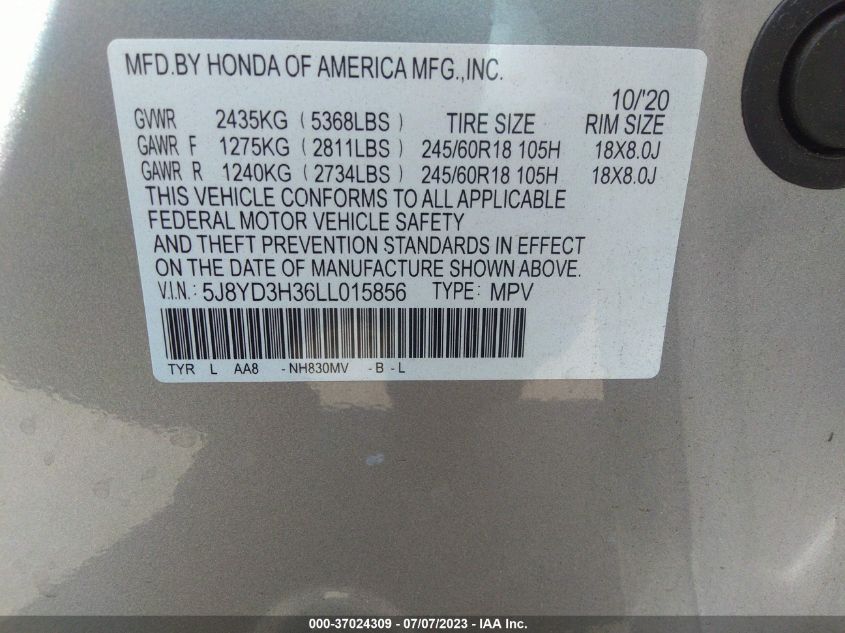 MFD.BY HONDA OF AMERICA MFG.,INC.
10/'20
GVWR 2435KG (5368LBS) TIRE SIZE RIM SIZE
GAWR F 1275KG (2811LBS) 245/60R18 105H 18X8.0J
GAWR R 1240KG (2734LBS) 245/60R18 105H 18X8.0J
THIS VEHICLE CONFORMS TO ALL APPLICABLE
FEDERAL MOTOR VEHICLE SAFETY
AND THEFT PREVENTION STANDARDS IN EFFECT
ON THE DATE OF MANUFACTURE SHOWN ABOVE.
V.I.N.: 5J8YD3H36LL015856 TYPE: MPV
TYR L AA8 -NH830MV -B -L
000-37024309 - 07/07/2023 - IAA Inc.